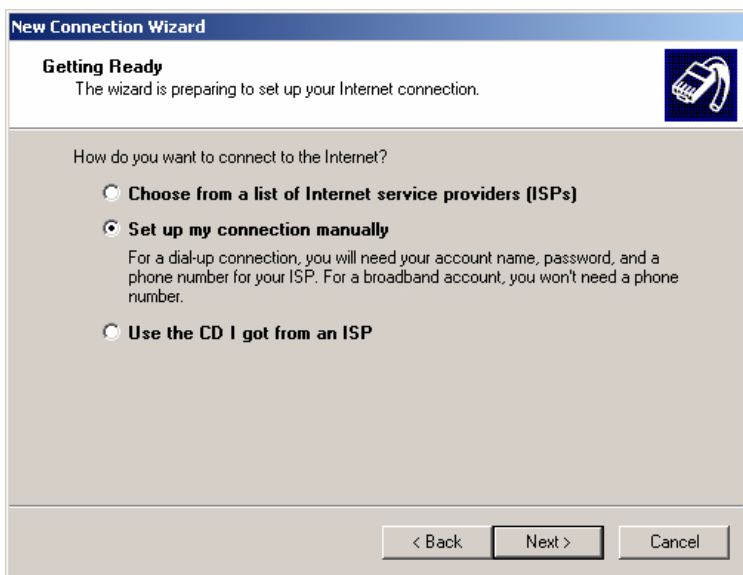 New Connection Wizard
Getting Ready
The wizard is preparing to set up your Internet connection.
How do you want to connect to the Internet?
Choose from a list of Internet service providers (ISPs)
Set up my connection manually
For a dial-up connection, you will need your account name, password, and a
phone number for your ISP. For a broadband account, you won't need a phone
number.
Use the CD I got from an ISP
< Back Next > Cancel